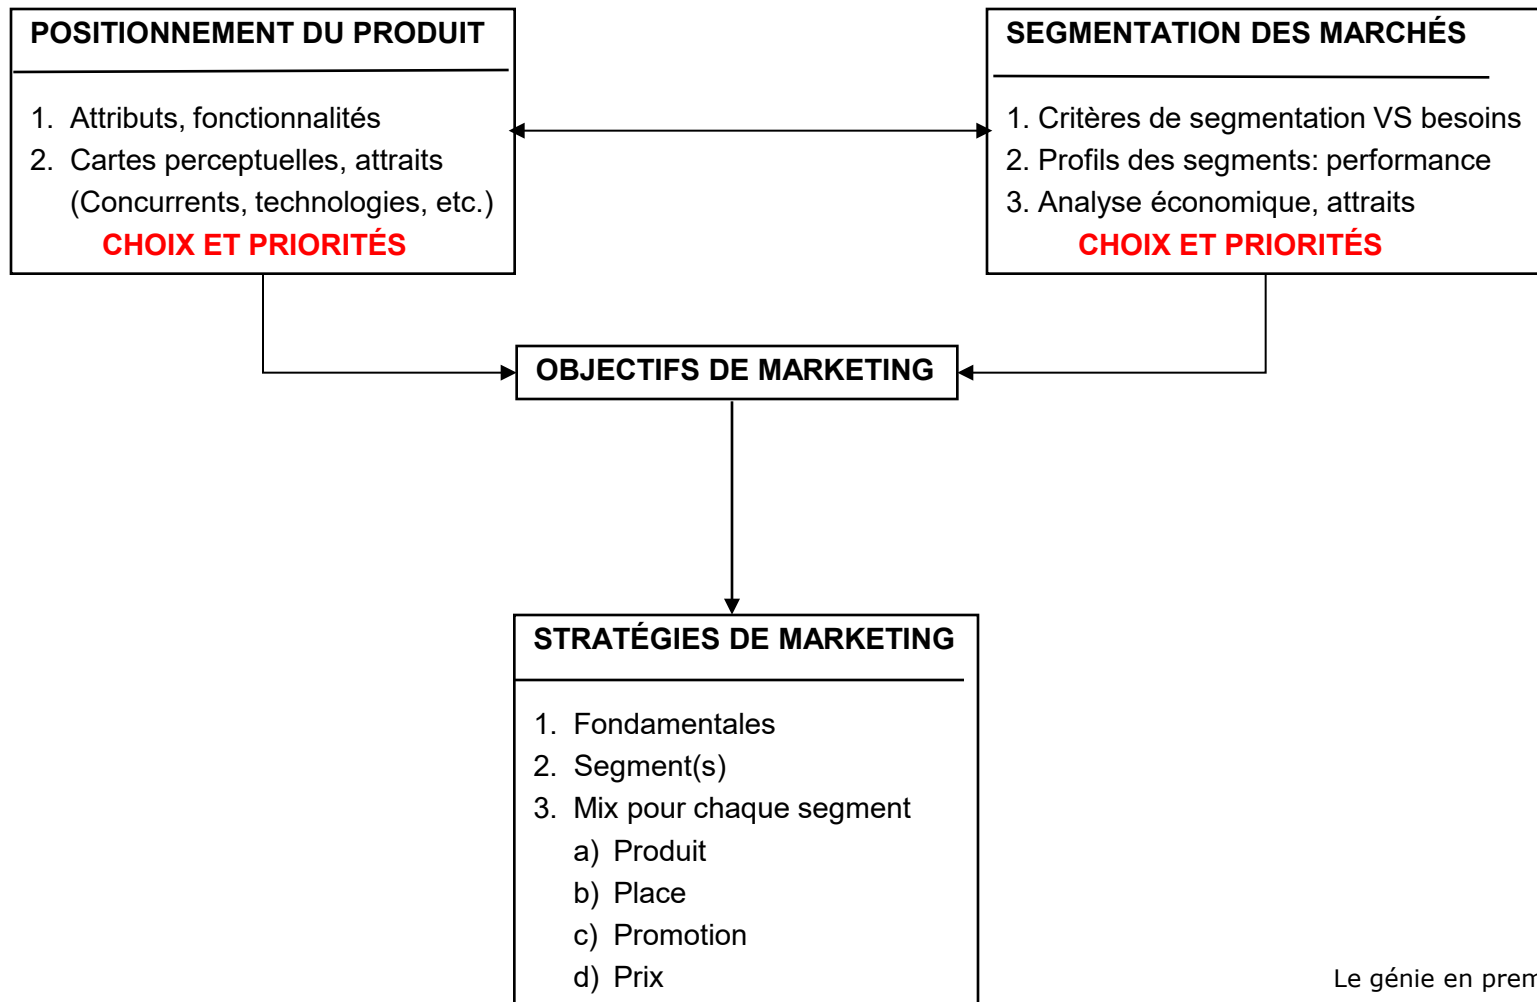 POSITIONNEMENT DU PRODUIT
1. Attributs, fonctionnalités
2. Cartes perceptuelles, attraits
(Concurrents, technologies, etc.)
CHOIX ET PRIORITÉS
SEGMENTATION DES MARCHÉS
1. Critères de segmentation VS besoins
2. Profils des segments: performance
3. Analyse économique, attraits
CHOIX ET PRIORITÉS
OBJECTIFS DE MARKETING
STRATÉGIES DE MARKETING
1. Fondamentales
2. Segment(s)
3. Mix pour chaque segment
a) Produit
b) Place
c) Promotion
d) Prix
Le génie en